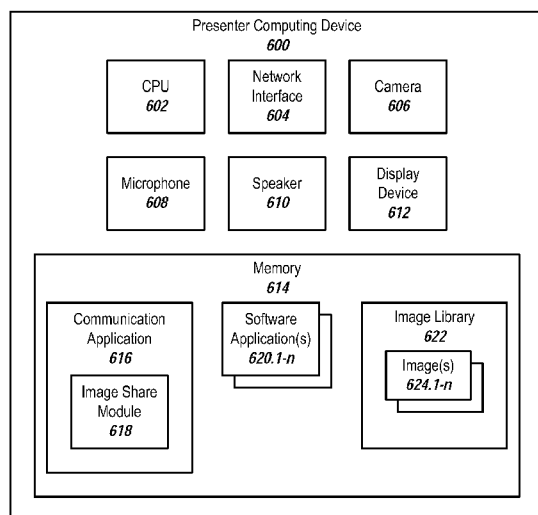 Presenter Computing Device
600
CPU
602
Network
Interface
604
Camera
606
Microphone
608
Speaker
610
Display
Device
612
Memory
614
Communication
Application
616
Image Share
Module
618
Software
Application(s)
620.1-n
Image Library
622
Image(s)
624.1-n